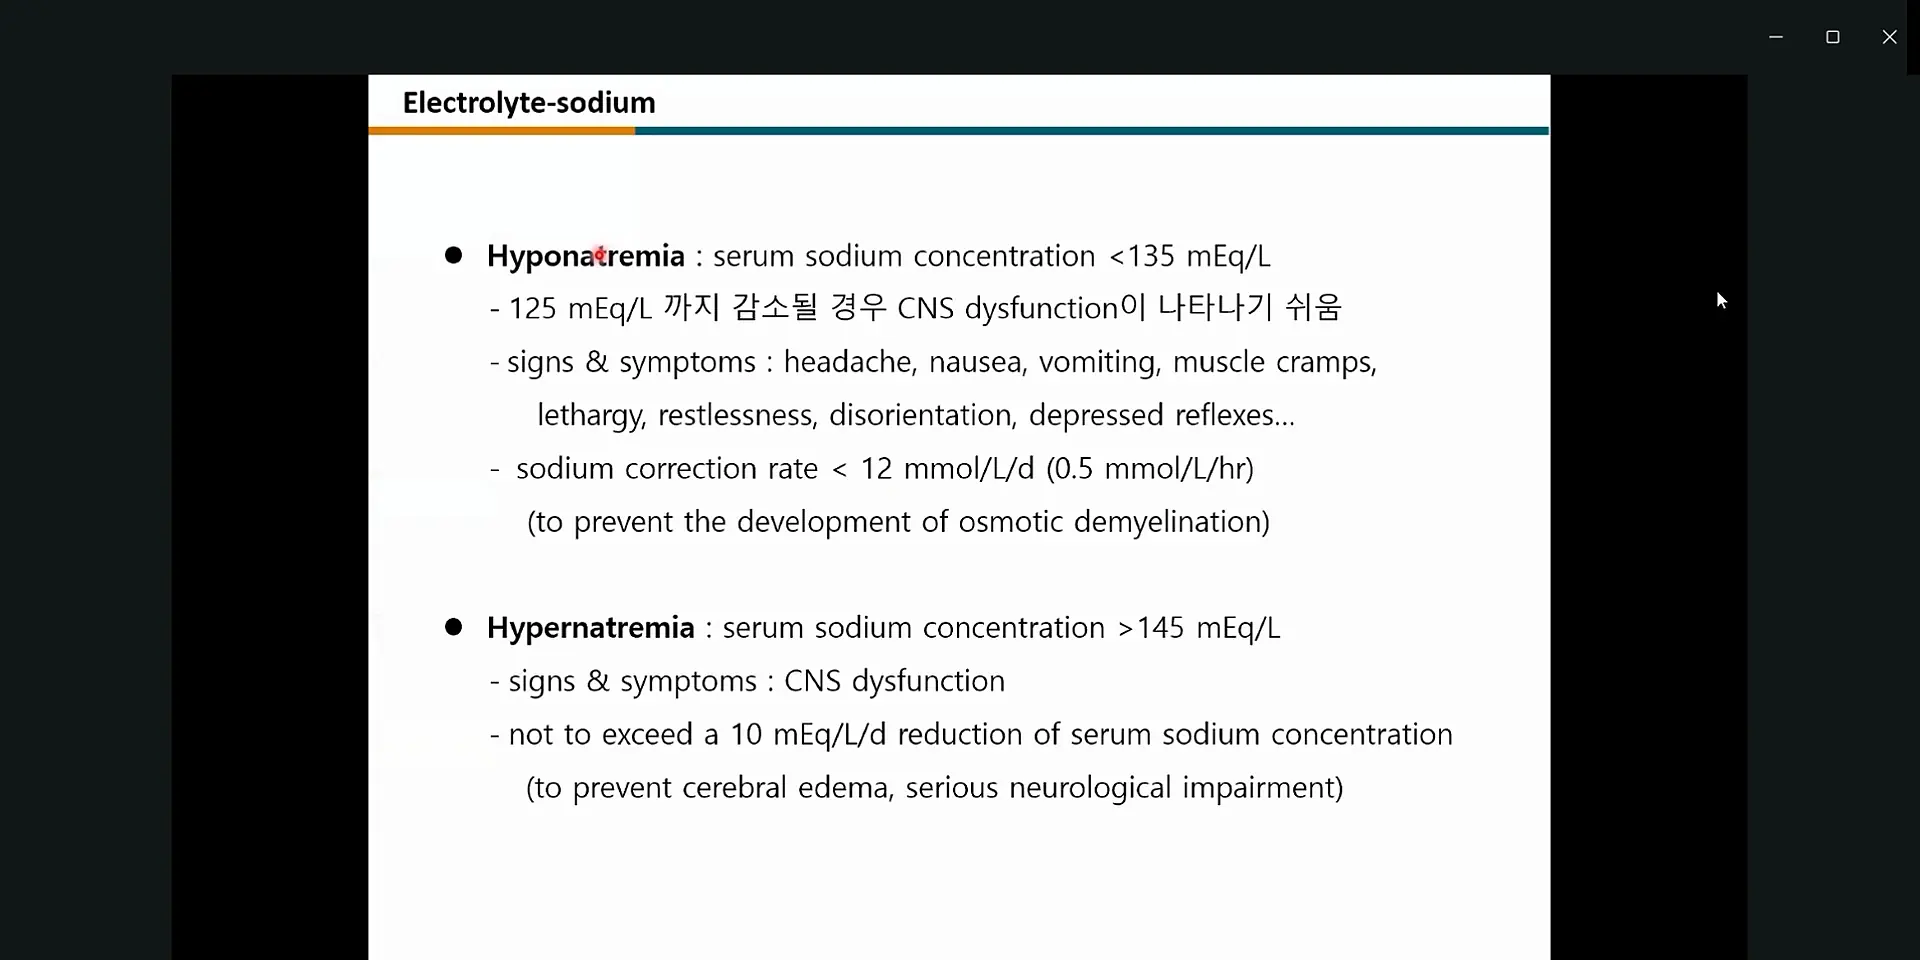 Electrolyte-sodium
● Hyponatremia : serum sodium concentration <135 mEq/L
- 125 mEq/L 까지 감소될 경우 CNS dysfunction이 나타나기 쉬움
- signs & symptoms : headache, nausea, vomiting, muscle cramps,
lethargy, restlessness, disorientation, depressed reflexes...
- sodium correction rate < 12 mmol/L/d (0.5 mmol/L/hr)
(to prevent the development of osmotic demyelination)
● Hypernatremia : serum sodium concentration >145 mEq/L
- signs & symptoms : CNS dysfunction
- not to exceed a 10 mEq/L/d reduction of serum sodium concentration
(to prevent cerebral edema, serious neurological impairment)